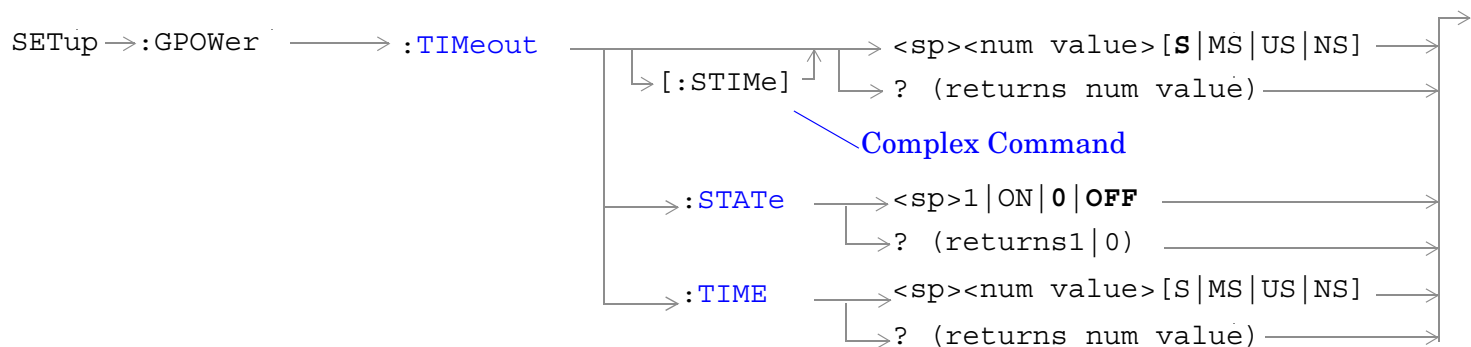 SETup :GPOWer :TIMeout <sp><num value>[S|MS|US|NS]
[:STIMe] ? (returns num value)
Complex Command
:STATe <sp>1|ON|0|OFF
? (returns1|0)
:TIME <sp><num value>[S|MS|US|NS]
? (returns num value)